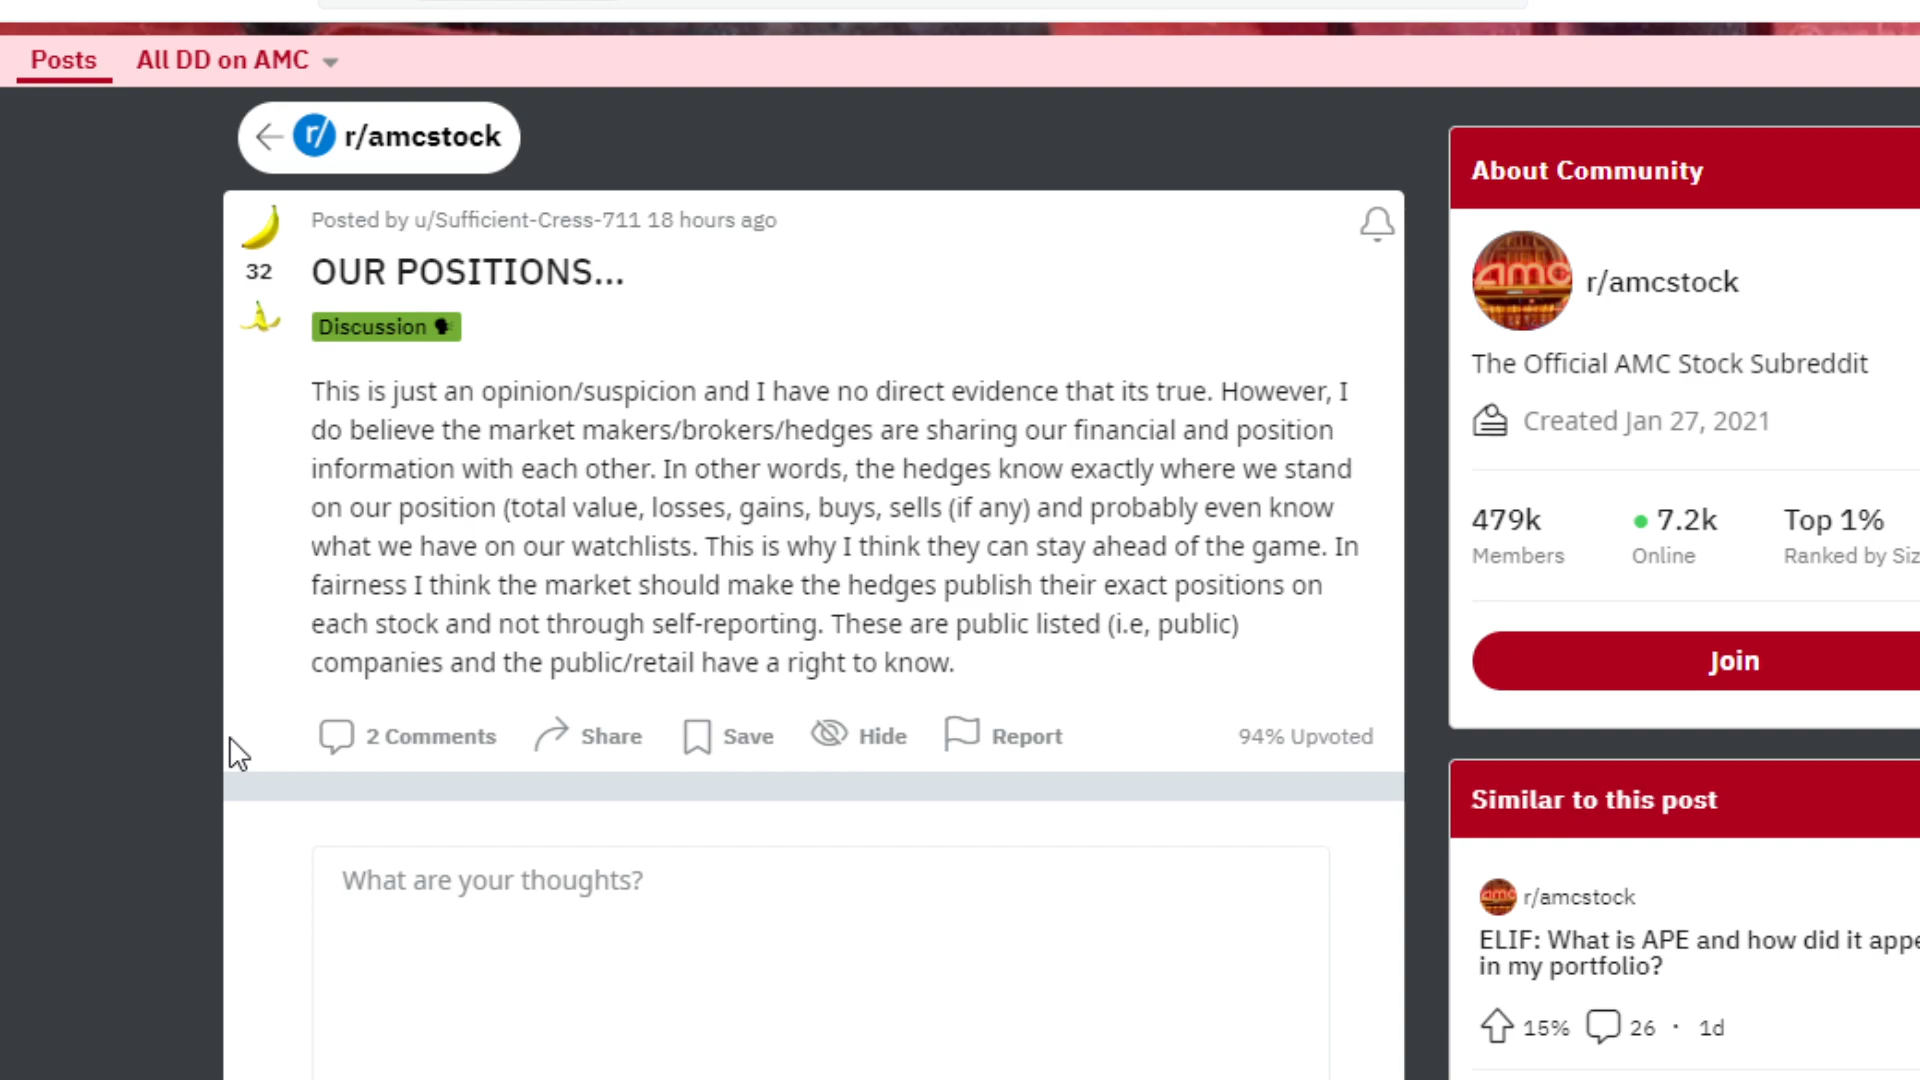 Posts
All DD on AMC
r/ r/amcstock
Posted by u/Sufficient-Cress-711 18 hours ago
32
OUR POSITIONS...
Discussion
This is just an opinion/suspicion and I have no direct evidence that its true. However, I
do believe the market makers/brokers/hedges are sharing our financial and position
information with each other. In other words, the hedges know exactly where we stand
on our position (total value, losses, gains, buys, sells (if any) and probably even know
what we have on our watchlists. This is why I think they can stay ahead of the game. In
fairness I think the market should make the hedges publish their exact positions on
each stock and not through self-reporting. These are public listed (i.e, public)
companies and the public/retail have a right to know.
2 Comments
Share
Save
Hide
Report
94% Upvoted
What are your thoughts?
About Community
amc
r/amcstock
The Official AMC Stock Subreddit
Created Jan 27, 2021
479k
Members
7.2k
Online
Top 1%
Ranked by Siz
Join
Similar to this post
amc
r/amcstock
ELIF: What is APE and how did it appe
in my portfolio?
15%
26 · 1d